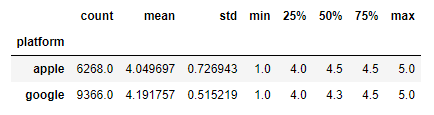 count mean std min 25% 50% 75% max
platform
apple 6268.0 4.049697 0.726943 1.0 4.0 4.5 4.5 5.0
google 9366.0 4.191757 0.515219 1.0 4.0 4.3 4.5 5.0